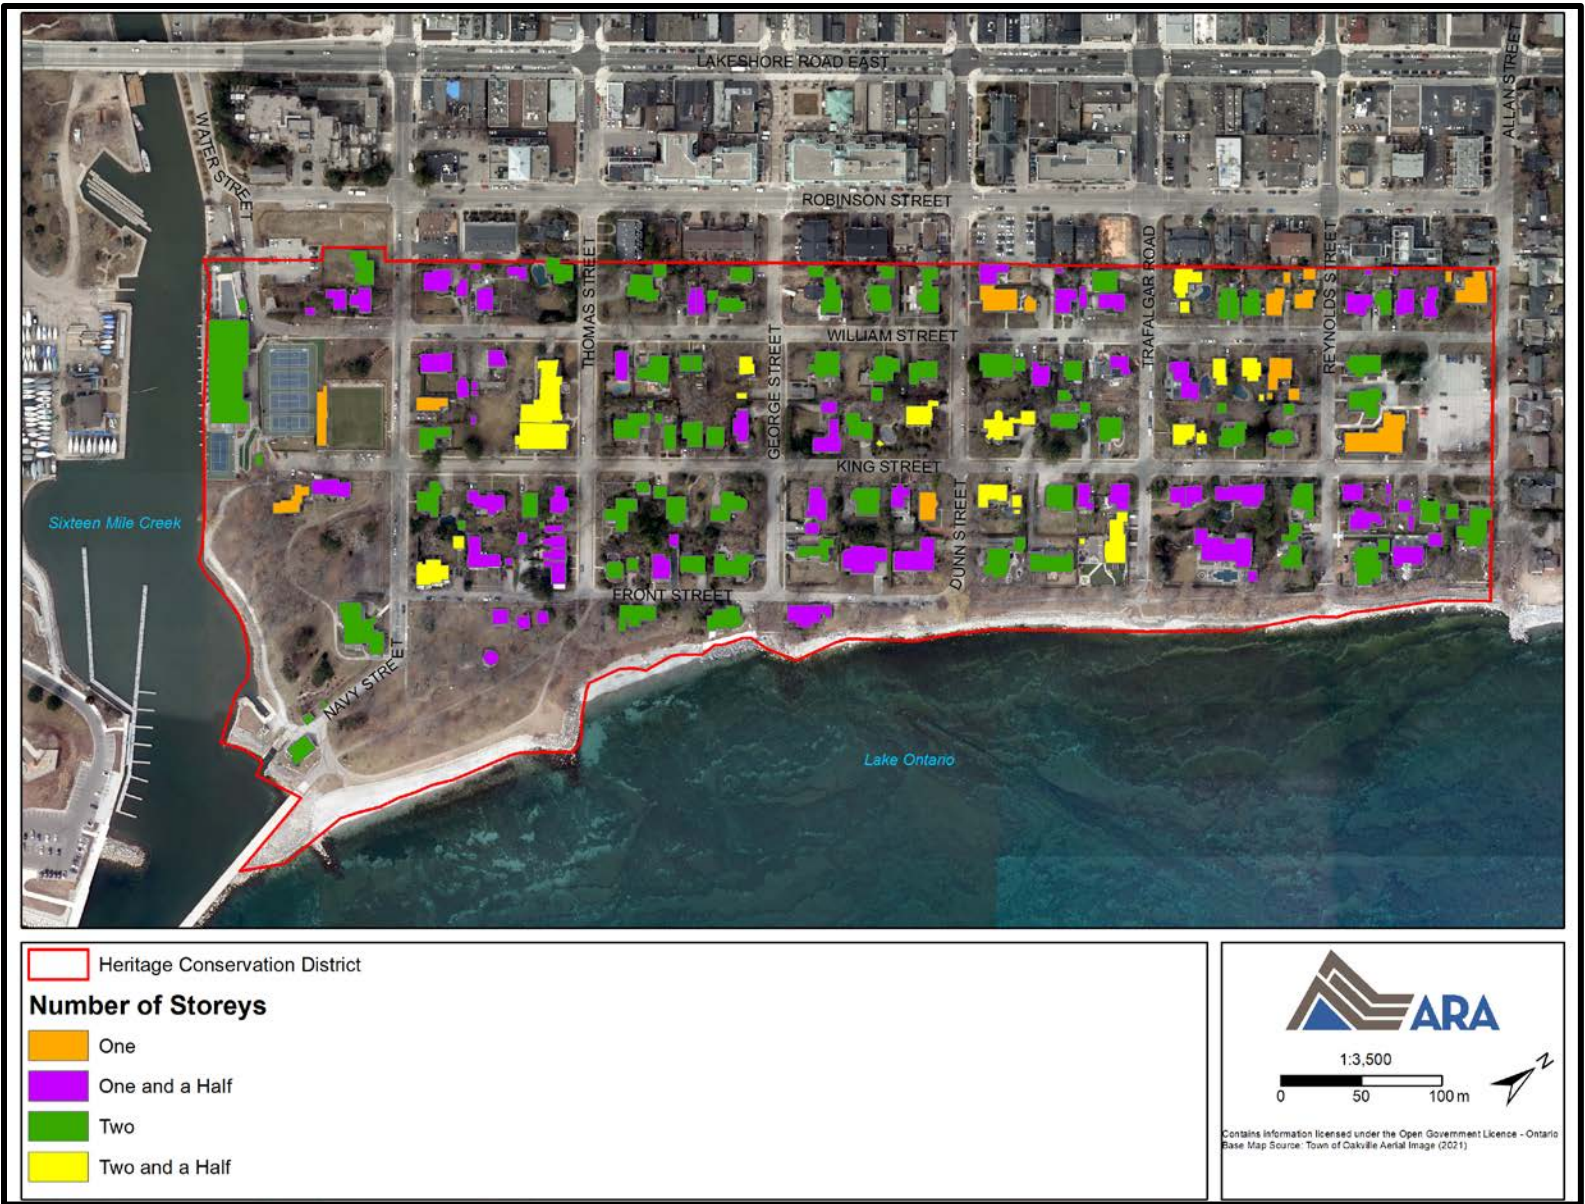 LAKESHORE ROAD EAST
ALLAN STREET
WATER STREET
ROBINSON STREET
THOMAS STREET
TRAFALGAR ROAD
REYNOLDS STREET
WILLIAM STREET
GEORGE STREET
KING STREET
Sixteen Mile Creek
DUNN STREET
FRONT STREET
NAVY STREET
Lake Ontario
Heritage Conservation District
Number of Storeys
One
One and a Half
Two
Two and a Half
ARA
1:3,500
N
0 50 100 m
Contains information licensed under the Open Government Licence - Ontario
Base Map Source: Town of Oakville Aerial Image (2021)